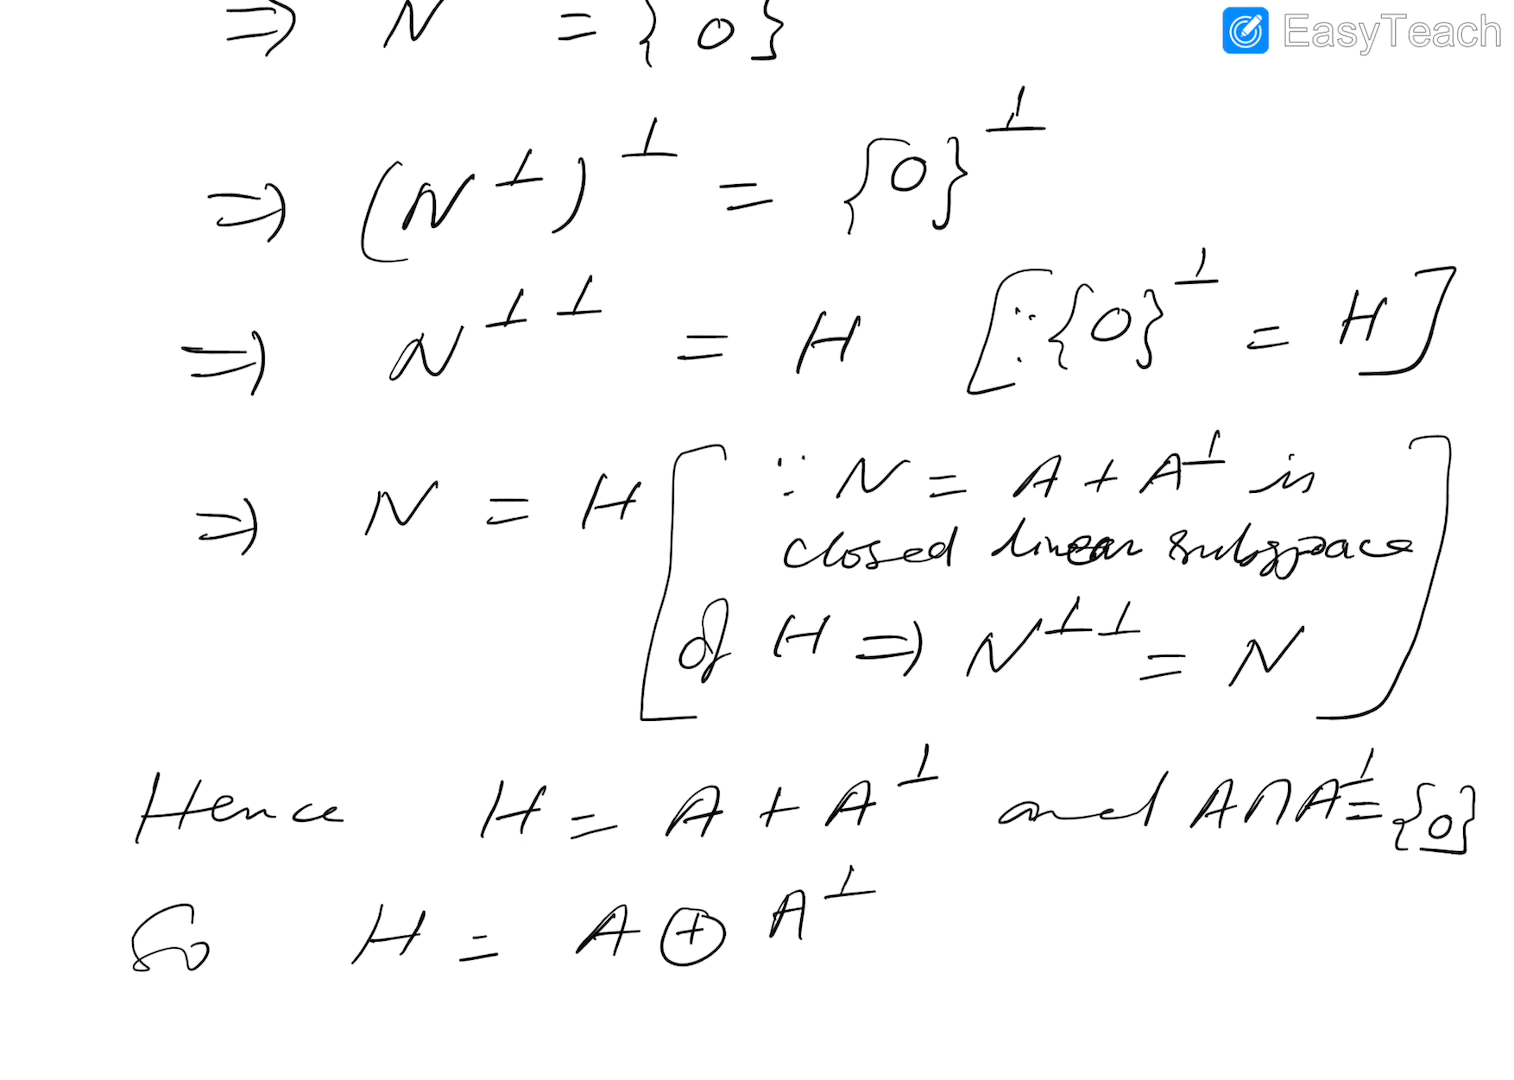 EasyTeach
⇒ N = {0}
⇒ (N⊥)⊥ = {0}⊥
⇒ N⊥⊥ = H [∵ {0}⊥ = H]
⇒ N = H [∵ N = A + A⊥ is
closed linear subspace
of H ⇒ N⊥⊥ = N]
Hence H = A + A⊥ and A∩A⊥ = {0}
So H = A ⊕ A⊥